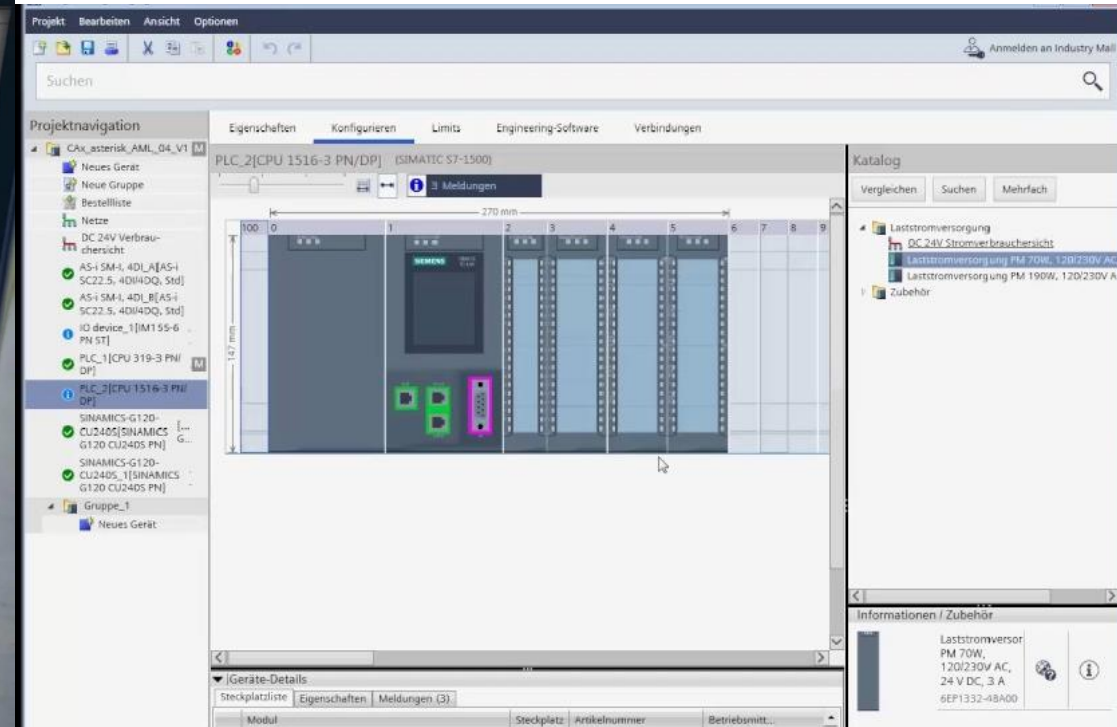 Projekt Bearbeiten Ansicht Optionen
Anmelden an Industry Mall
Suchen
Projektnavigation
CAx_asterisk_AML_04_V1 M
Neues Gerät
Neue Gruppe
Bestellliste
Netze
DC 24V Verbrau-
chersicht
AS-i SM-I, 4DI_A[AS-i
SC22.5, 4DI/4DQ, Std]
AS-i SM-I, 4DI_B[AS-i
SC22.5, 4DI/4DQ, Std]
IO device_1[IM155-6
PN ST]
PLC_1[CPU 319-3 PN/
DP] M
PLC_2[CPU 1516-3 PN/
DP]
SINAMICS-G120-
CU240S[SINAMICS [...
G120 CU240S PN] G...
SINAMICS-G120-
CU240S_1[SINAMICS
G120 CU240S PN]
Gruppe_1
Neues Gerät
Eigenschaften Konfigurieren Limits Engineering-Software Verbindungen
PLC_2[CPU 1516-3 PN/DP] (SIMATIC S7-1500)
3 Meldungen
270 mm
100 0 1 2 3 4 5 6 7 8 9
147 mm
SIEMENS
Geräte-Details
Steckplatzliste Eigenschaften Meldungen (3)
Modul Steckplatz Artikelnummer Betriebsmitt...
Katalog
Vergleichen Suchen Mehrfach
Laststromversorgung
DC 24V Stromverbrauchersicht
Laststromversorgung PM 70W, 120/230V AC
Laststromversorgung PM 190W, 120/230V A
Zubehör
Informationen / Zubehör
Laststromversor
PM 70W,
120/230V AC,
24 V DC, 3 A
6EP1332-4BA00